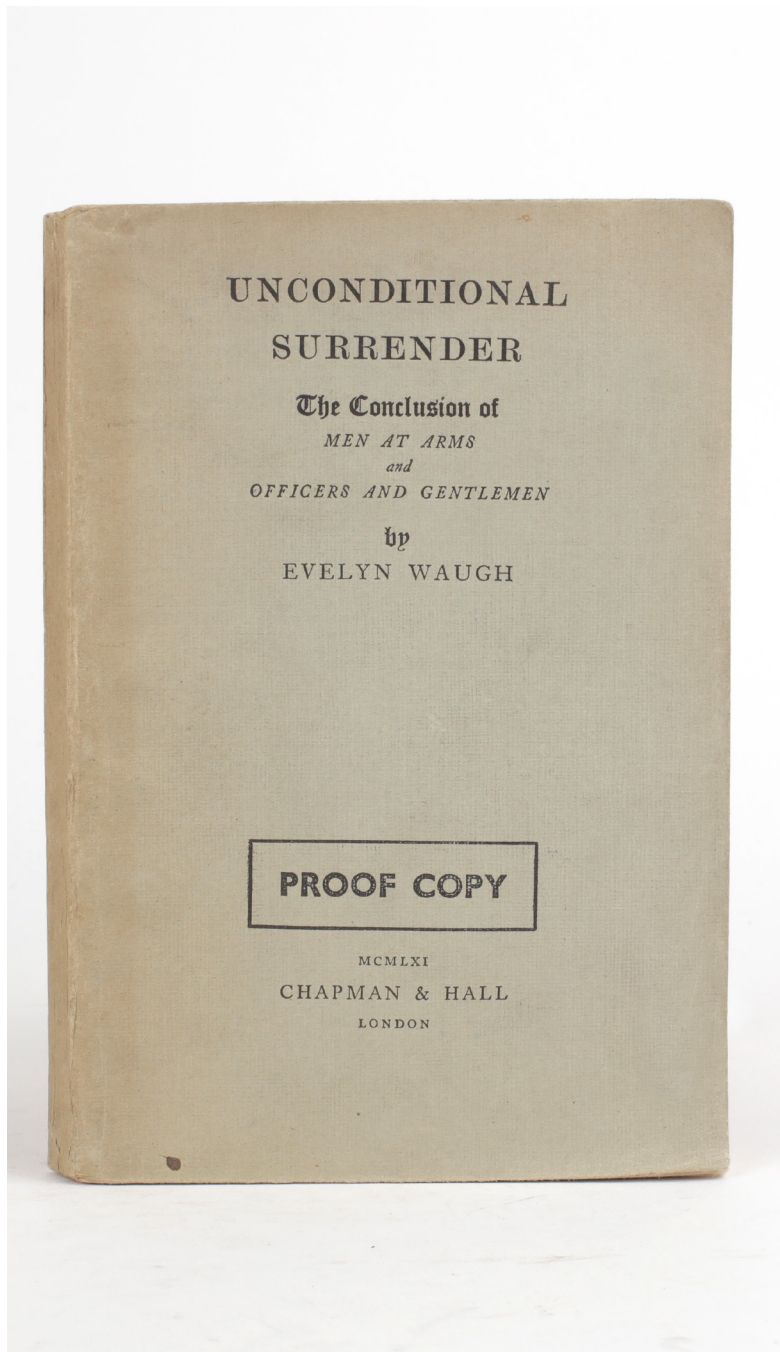 UNCONDITIONAL
SURRENDER
The Conclusion of
MEN AT ARMS
and
OFFICERS AND GENTLEMEN
by
EVELYN WAUGH
PROOF COPY
MCMLXI
CHAPMAN & HALL
LONDON